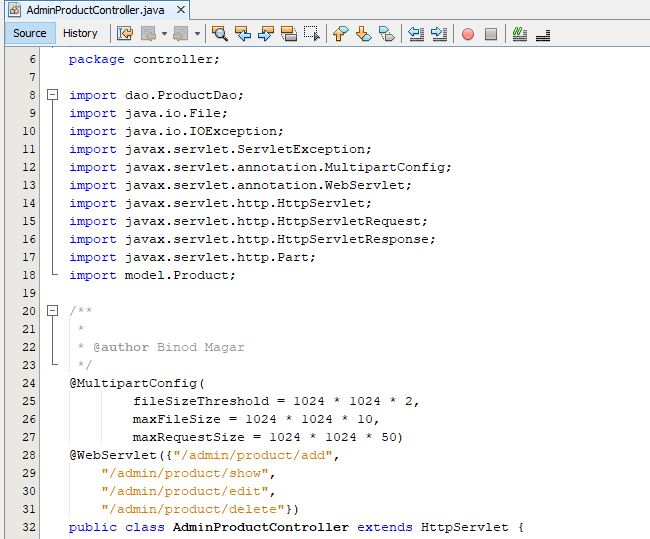 AdminProductController.java
Source History
6 package controller;
7
8 import dao.ProductDao;
9 import java.io.File;
10 import java.io.IOException;
11 import javax.servlet.ServletException;
12 import javax.servlet.annotation.MultipartConfig;
13 import javax.servlet.annotation.WebServlet;
14 import javax.servlet.http.HttpServlet;
15 import javax.servlet.http.HttpServletRequest;
16 import javax.servlet.http.HttpServletResponse;
17 import javax.servlet.http.Part;
18 import model.Product;
19
20 /**
21 *
22 * @author Binod Magar
23 */
24 @MultipartConfig(
25 fileSizeThreshold = 1024 * 1024 * 2,
26 maxFileSize = 1024 * 1024 * 10,
27 maxRequestSize = 1024 * 1024 * 50)
28 @WebServlet({"/admin/product/add",
29 "/admin/product/show",
30 "/admin/product/edit",
31 "/admin/product/delete"})
32 public class AdminProductController extends HttpServlet {